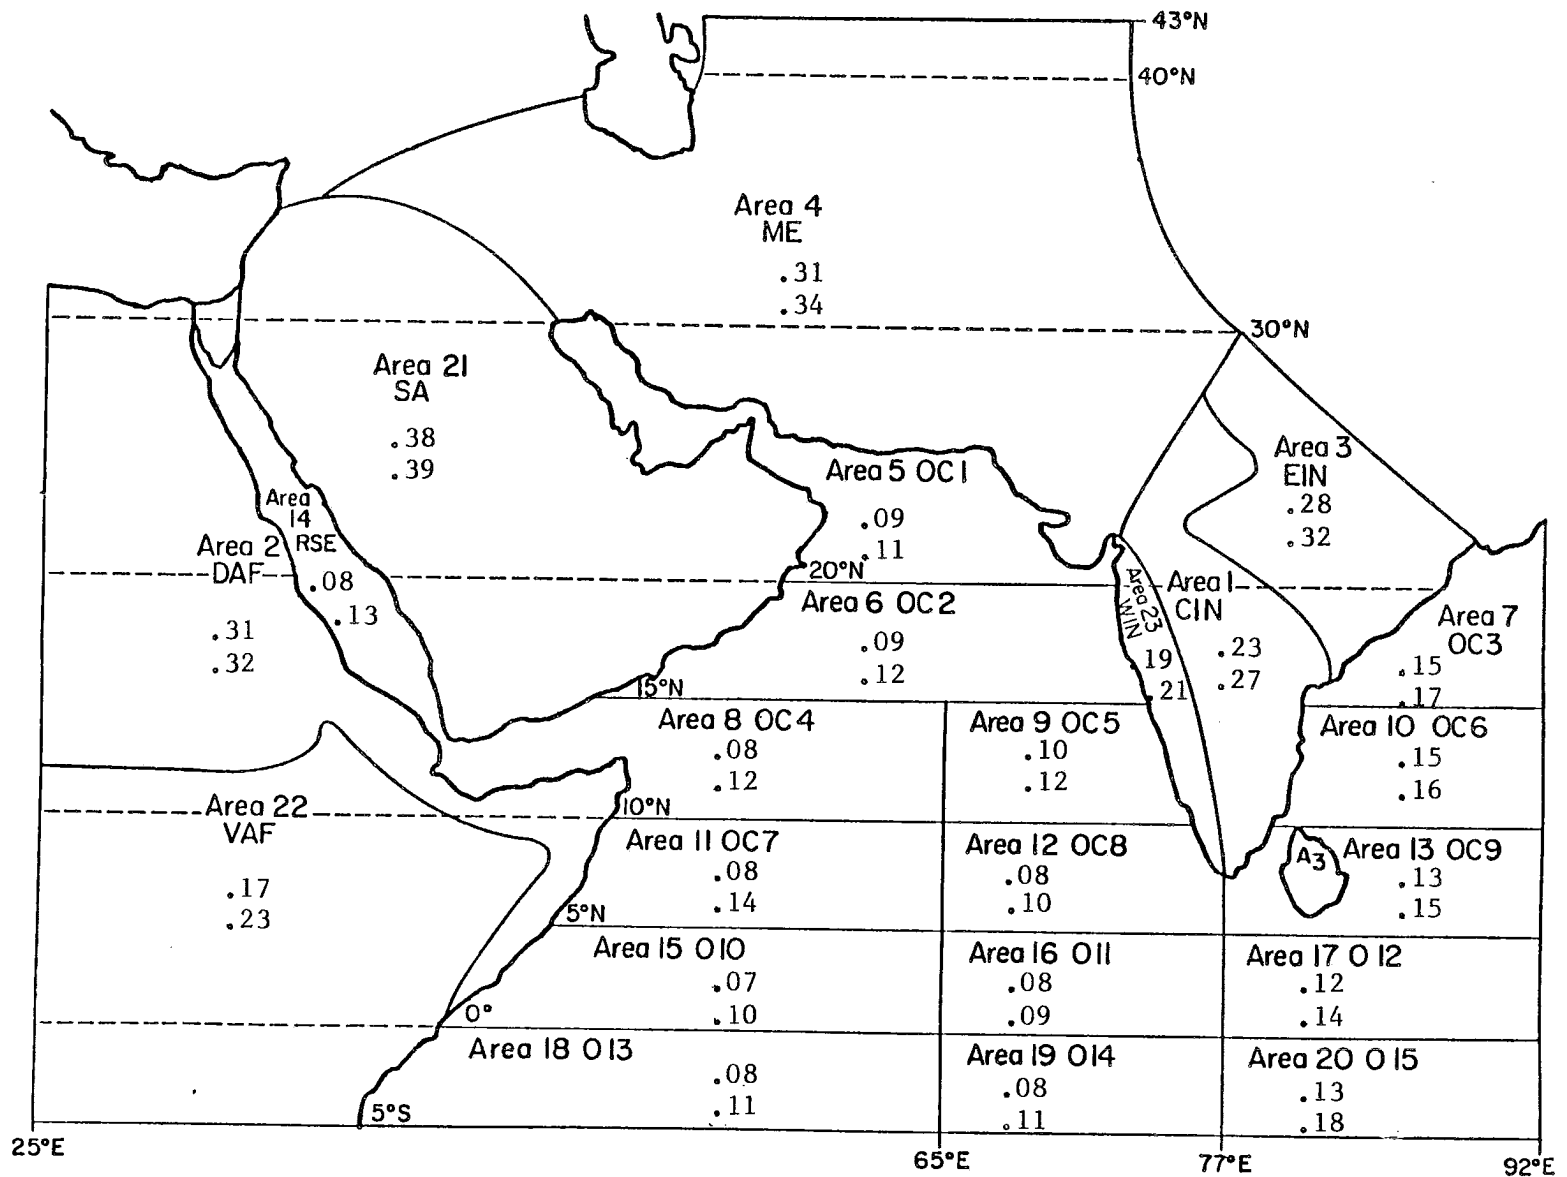 43°N
40°N
Area 4
ME
.31
.34
30°N
Area 21
SA
.38
.39
Area 3
EIN
.28
.32
Area 5 OC1
.09
.11
Area
14
RSE
.08
.13
Area 2
DAF
.31
.32
20°N
Area 6 OC2
.09
.12
Area 23
WIN
19
.21
Area 1
CIN
.23
.27
Area 7
OC3
.15
.17
15°N
Area 8 OC4
.08
.12
Area 9 OC5
.10
.12
Area 10 OC6
.15
.16
Area 22
VAF
.17
.23
10°N
Area 11 OC7
.08
.14
Area 12 OC8
.08
.10
A3
Area 13 OC9
.13
.15
5°N
Area 15 O10
.07
.10
Area 16 O11
.08
.09
Area 17 O12
.12
.14
0°
Area 18 O13
.08
.11
Area 19 O14
.08
.11
Area 20 O15
.13
.18
5°S
25°E
65°E
77°E
92°E